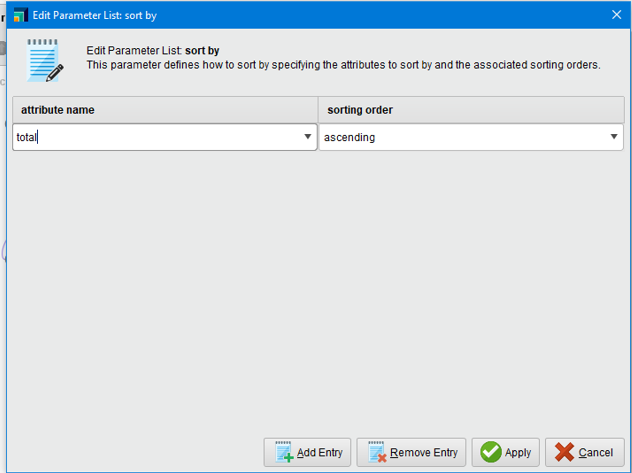 Edit Parameter List: sort by
Edit Parameter List: sort by
This parameter defines how to sort by specifying the attributes to sort by and the associated sorting orders.
attribute name sorting order
total ascending
Add Entry Remove Entry Apply Cancel